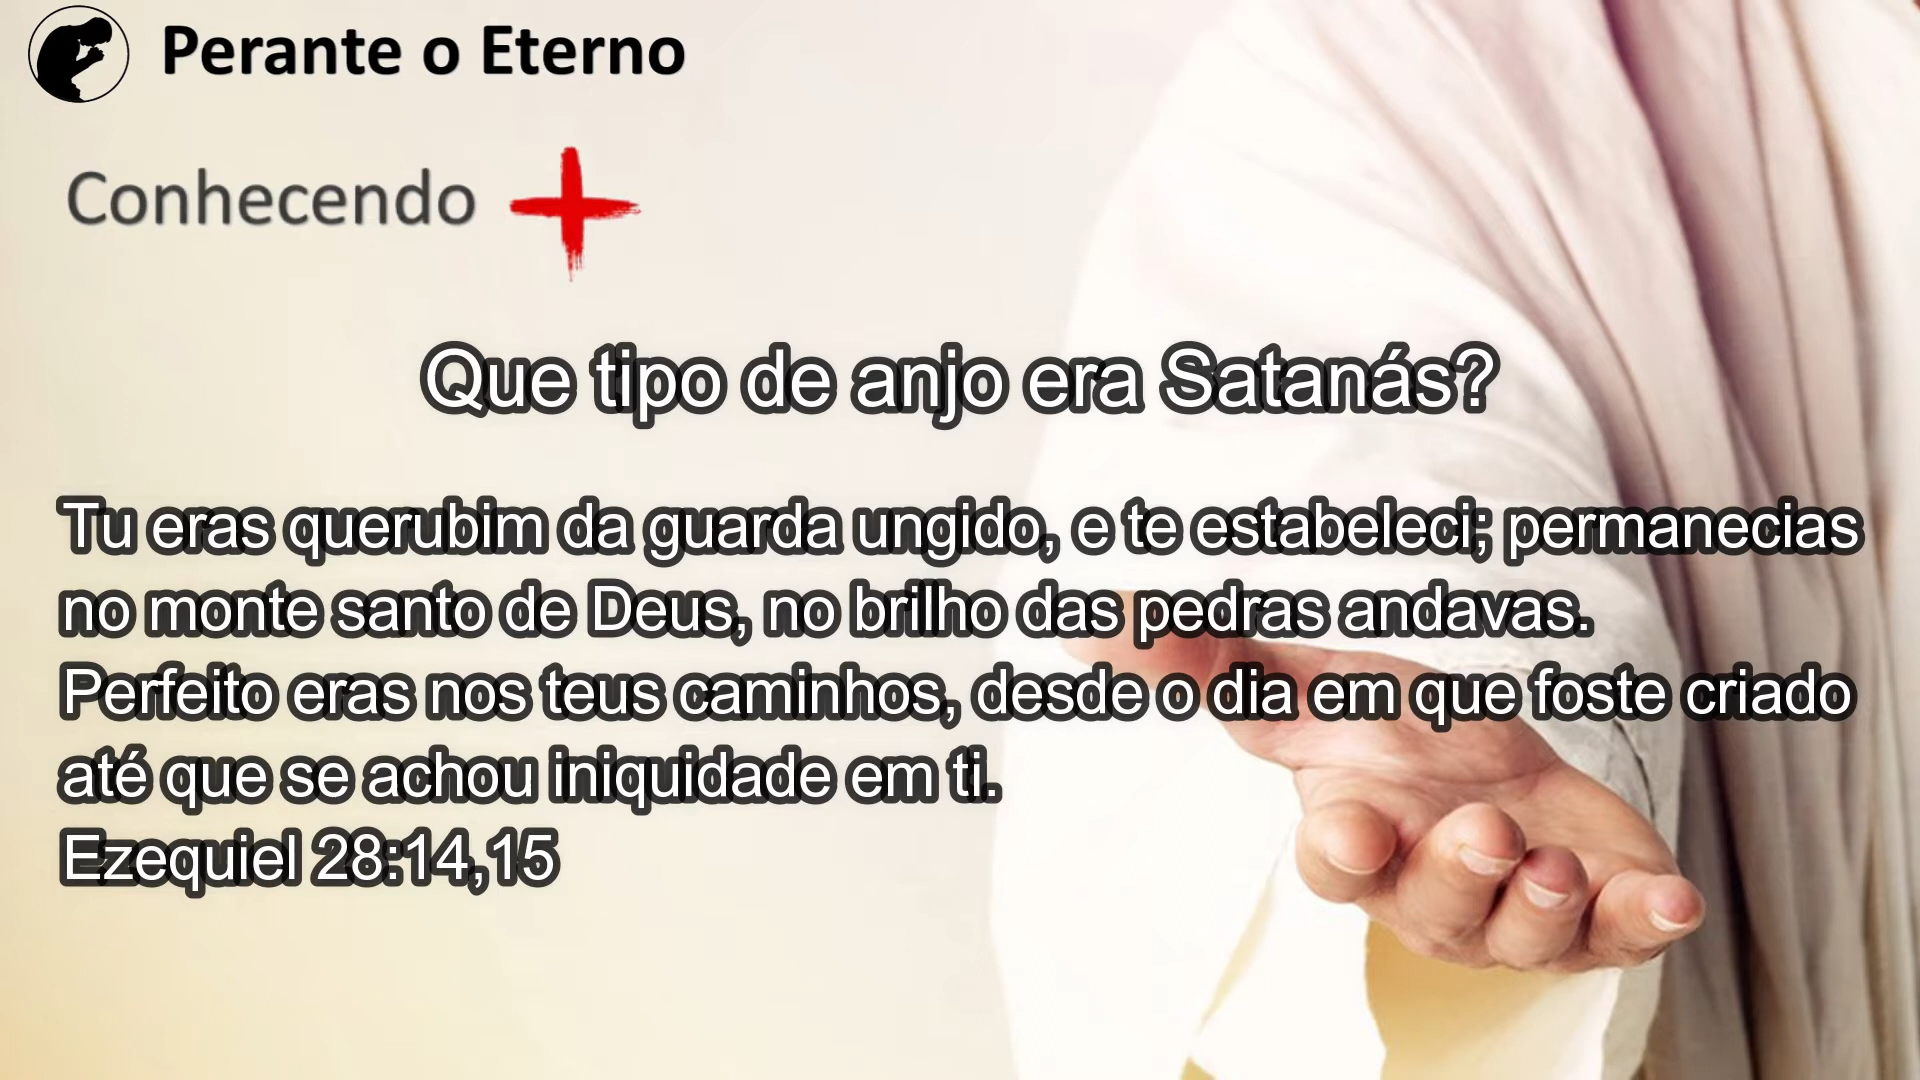 Perante o Eterno
Conhecendo
Que tipo de anjo era Satanás?
Tu eras querubim da guarda ungido, e te estabeleci; permanecias
no monte santo de Deus, no brilho das pedras andavas.
Perfeito eras nos teus caminhos, desde o dia em que foste criado
até que se achou iniquidade em ti.
Ezequiel 28:14,15